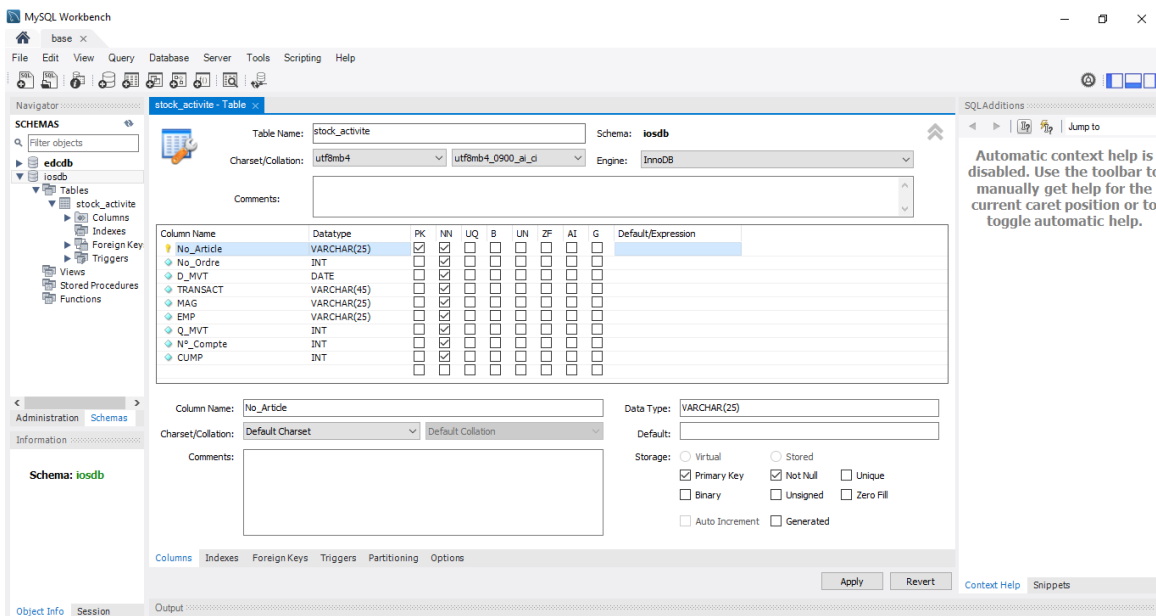 MySQL Workbench
base ×
File Edit View Query Database Server Tools Scripting Help
Navigator
SCHEMAS
Filter objects
edcdb
iosdb
Tables
stock_activite
Columns
Indexes
Foreign Key
Triggers
Views
Stored Procedures
Functions
Administration Schemas
Information
Schema: iosdb
Object Info Session
stock_activite - Table ×
Table Name: stock_activite Schema: iosdb
Charset/Collation: utf8mb4 utf8mb4_0900_ai_ci Engine: InnoDB
Comments:
Column Name Datatype PK NN UQ B UN ZF AI G Default/Expression
No_Article VARCHAR(25)
No_Ordre INT
D_MVT DATE
TRANSACT VARCHAR(45)
MAG VARCHAR(25)
EMP VARCHAR(25)
Q_MVT INT
N°_Compte INT
CUMP INT
Column Name: No_Article Data Type: VARCHAR(25)
Charset/Collation: Default Charset Default Collation Default:
Comments: Storage: Virtual Stored
Primary Key Not Null Unique
Binary Unsigned Zero Fill
Auto Increment Generated
Columns Indexes Foreign Keys Triggers Partitioning Options
Apply Revert
Output
SQLAdditions
Jump to
Automatic context help is
disabled. Use the toolbar to
manually get help for the
current caret position or to
toggle automatic help.
Context Help Snippets